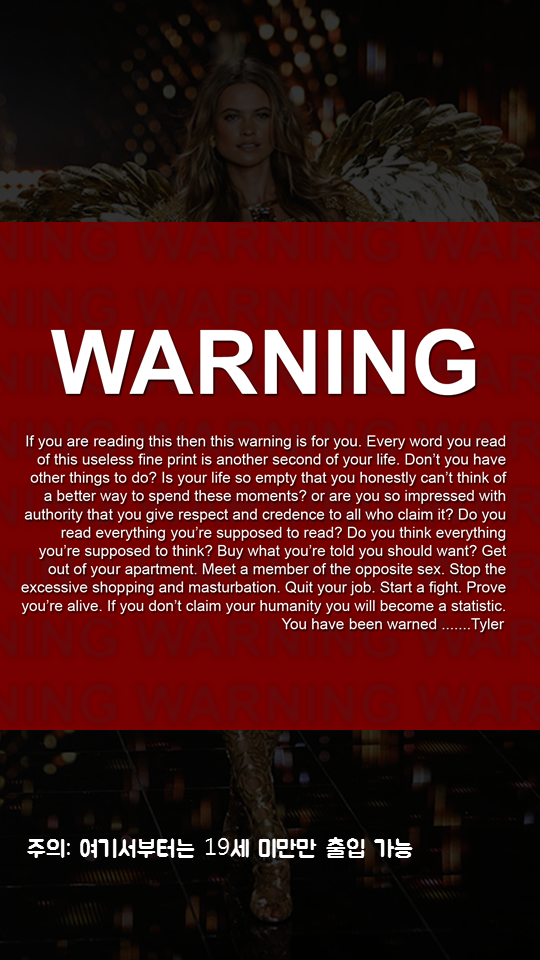 WARNING
If you are reading this then this warning is for you. Every word you read
of this useless fine print is another second of your life. Don’t you have
other things to do? Is your life so empty that you honestly can’t think of
a better way to spend these moments? or are you so impressed with
authority that you give respect and credence to all who claim it? Do you
read everything you’re supposed to read? Do you think everything
you’re supposed to think? Buy what you’re told you should want? Get
out of your apartment. Meet a member of the opposite sex. Stop the
excessive shopping and masturbation. Quit your job. Start a fight. Prove
you’re alive. If you don’t claim your humanity you will become a statistic.
You have been warned .......Tyler
주의: 여기서부터는 19세 미만만 출입 가능